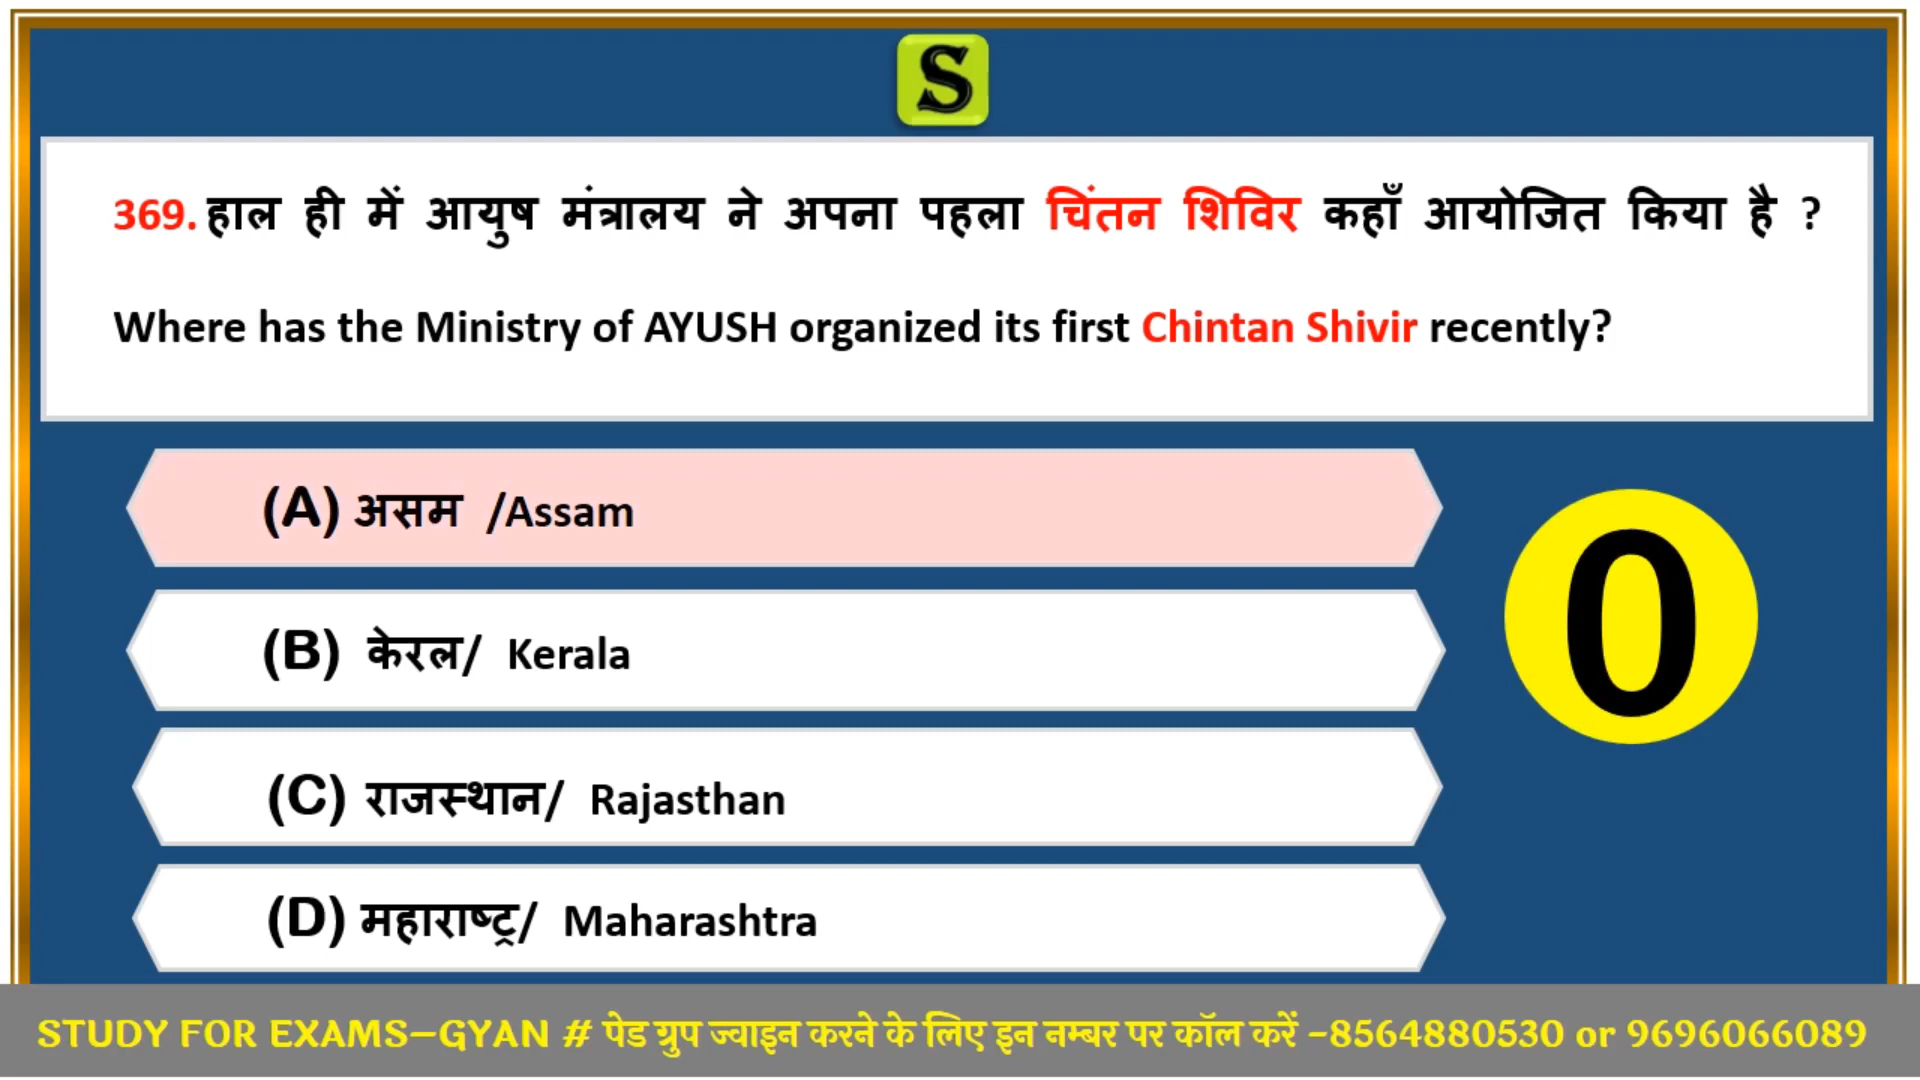 S
369. हाल ही में आयुष मंत्रालय ने अपना पहला चिंतन शिविर कहाँ आयोजित किया है ?
Where has the Ministry of AYUSH organized its first Chintan Shivir recently?
(A) असम /Assam
(B) केरल/ Kerala
0
(C) राजस्थान/ Rajasthan
(D) महाराष्ट्र/ Maharashtra
STUDY FOR EXAMS–GYAN # पेड ग्रुप ज्वाइन करने के लिए इन नम्बर पर कॉल करें -8564880530 or 9696066089